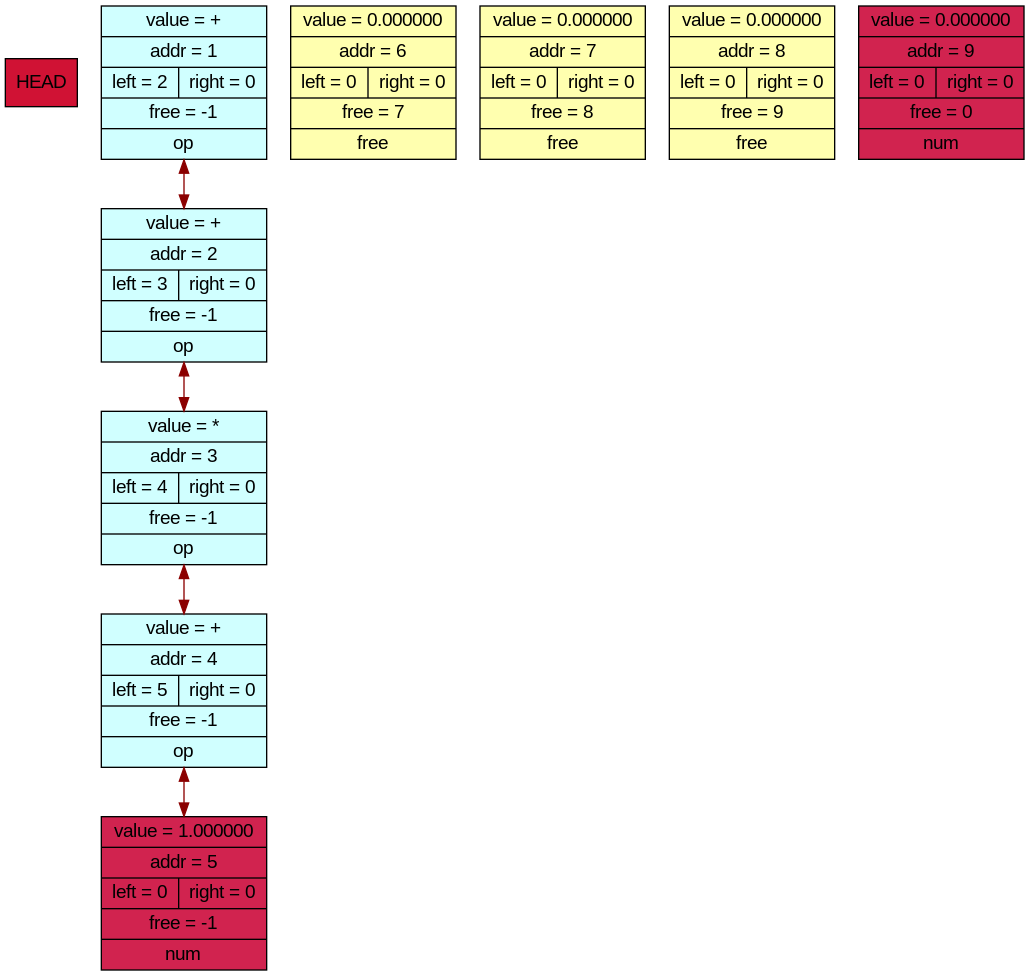 HEAD
value = +
addr = 1
left = 2 right = 0
free = -1
op
value = 0.000000
addr = 6
left = 0 right = 0
free = 7
free
value = 0.000000
addr = 7
left = 0 right = 0
free = 8
free
value = 0.000000
addr = 8
left = 0 right = 0
free = 9
free
value = 0.000000
addr = 9
left = 0 right = 0
free = 0
num
value = +
addr = 2
left = 3 right = 0
free = -1
op
value = *
addr = 3
left = 4 right = 0
free = -1
op
value = +
addr = 4
left = 5 right = 0
free = -1
op
value = 1.000000
addr = 5
left = 0 right = 0
free = -1
num